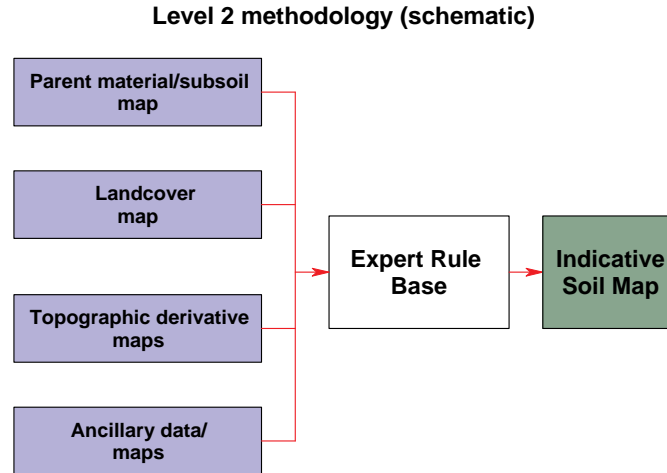 Level 2 methodology (schematic)
Parent material/subsoil
map
Landcover
map
Topographic derivative
maps
Ancillary data/
maps
Expert Rule
Base
Indicative
Soil Map